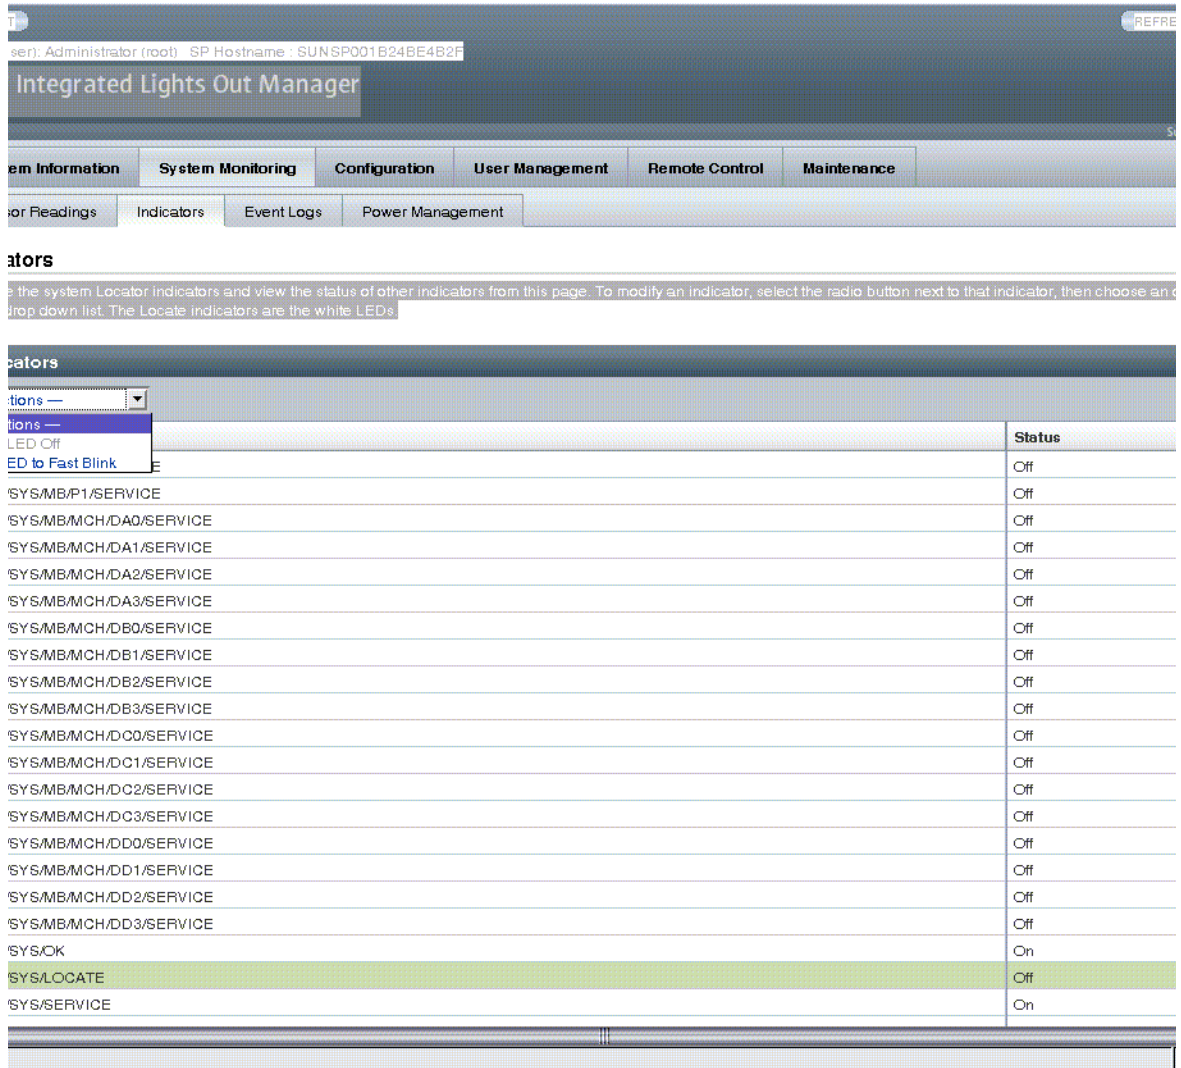 T REFRE
ser): Administrator (root) SP Hostname : SUNSP001B24BE4B2F
Integrated Lights Out Manager
Su
em Information System Monitoring Configuration User Management Remote Control Maintenance
sor Readings Indicators Event Logs Power Management
ators
e the system Locator indicators and view the status of other indicators from this page. To modify an indicator, select the radio button next to that indicator, then choose an o
drop down list. The Locate indicators are the white LEDs.
cators
ctions —
tions —
LED Off
ED to Fast Blink
Status
E Off
/SYS/MB/P1/SERVICE Off
/SYS/MB/MCH/DA0/SERVICE Off
/SYS/MB/MCH/DA1/SERVICE Off
/SYS/MB/MCH/DA2/SERVICE Off
/SYS/MB/MCH/DA3/SERVICE Off
/SYS/MB/MCH/DB0/SERVICE Off
/SYS/MB/MCH/DB1/SERVICE Off
/SYS/MB/MCH/DB2/SERVICE Off
/SYS/MB/MCH/DB3/SERVICE Off
/SYS/MB/MCH/DC0/SERVICE Off
/SYS/MB/MCH/DC1/SERVICE Off
/SYS/MB/MCH/DC2/SERVICE Off
/SYS/MB/MCH/DC3/SERVICE Off
/SYS/MB/MCH/DD0/SERVICE Off
/SYS/MB/MCH/DD1/SERVICE Off
/SYS/MB/MCH/DD2/SERVICE Off
/SYS/MB/MCH/DD3/SERVICE Off
/SYS/OK On
/SYS/LOCATE Off
/SYS/SERVICE On